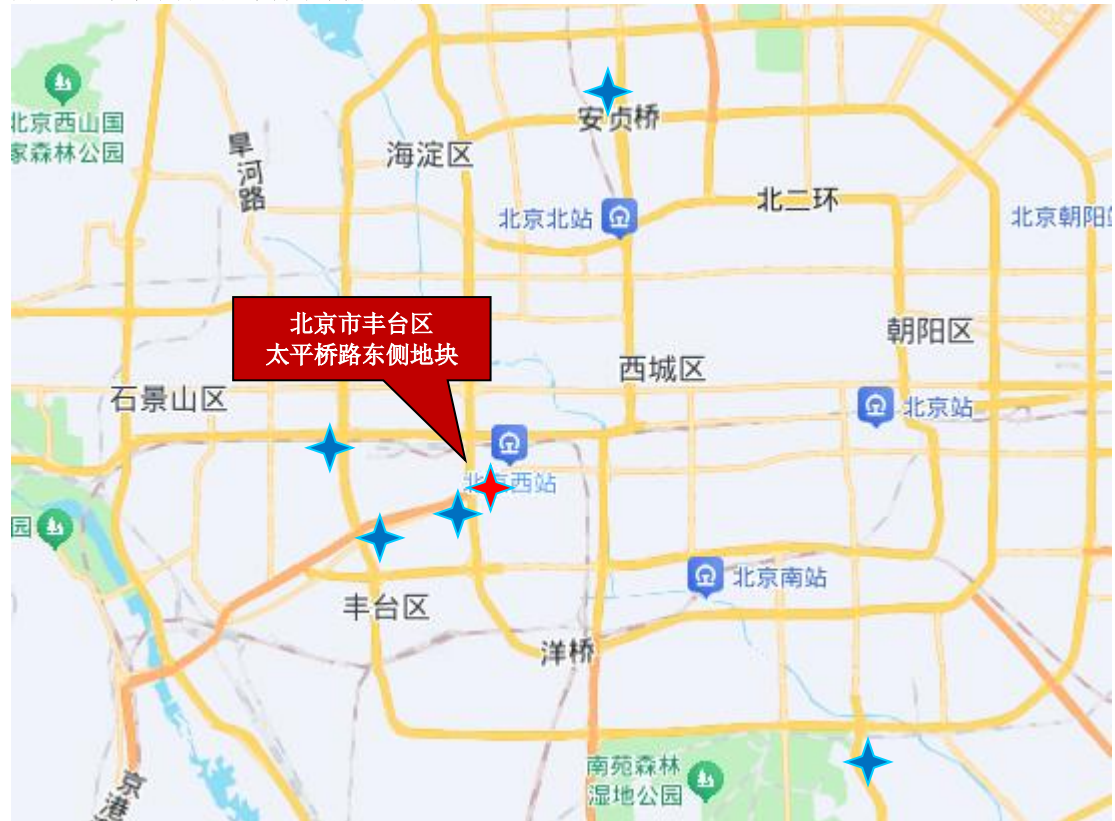 安贞桥
北京西山国
家森林公园
旱河路
海淀区
北二环
北京北站
北京朝阳
北京市丰台区
太平桥路东侧地块
朝阳区
西城区
石景山区
北京站
北京西站
园
北京南站
丰台区
洋桥
南苑森林
湿地公园
京港